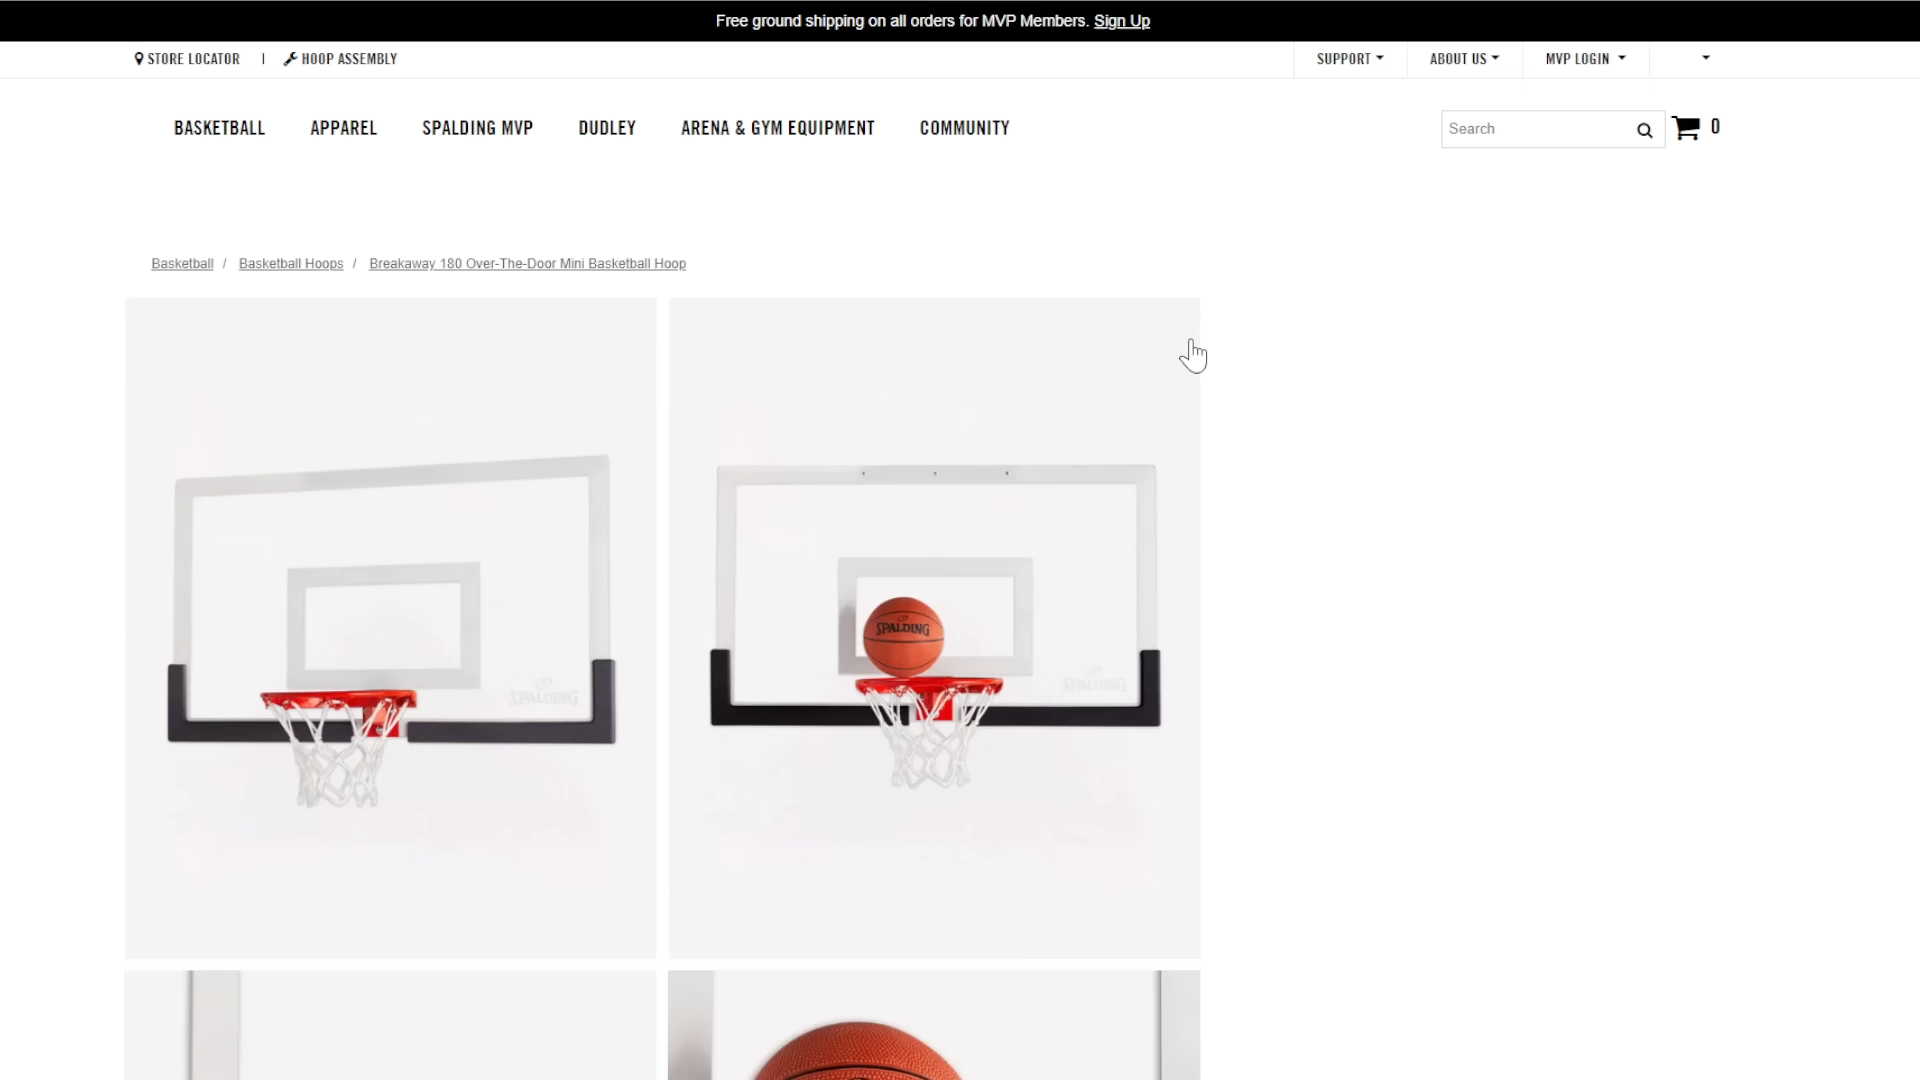 Free ground shipping on all orders for MVP Members. Sign Up
STORE LOCATOR | HOOP ASSEMBLY
SUPPORT ABOUT US MVP LOGIN
BASKETBALL APPAREL SPALDING MVP DUDLEY ARENA & GYM EQUIPMENT COMMUNITY
Search 0
Basketball / Basketball Hoops / Breakaway 180 Over-The-Door Mini Basketball Hoop
SPALDING
SPALDING
SPALDING